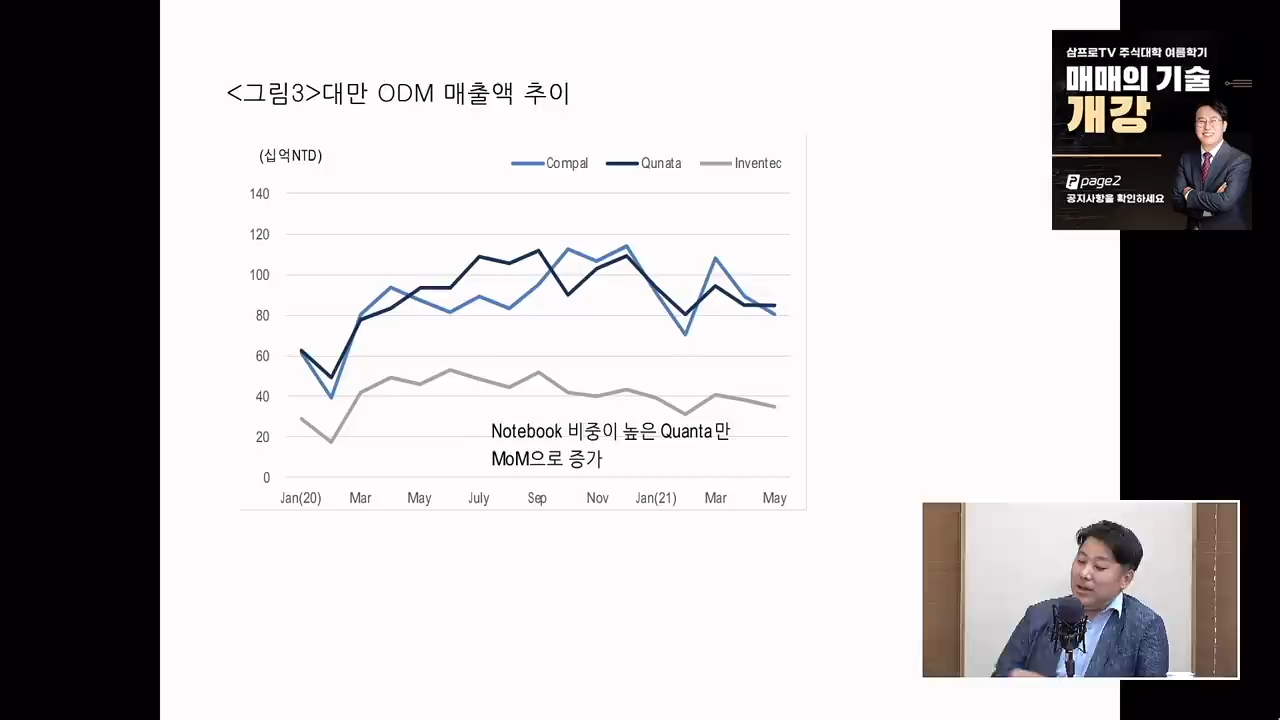 <그림3>대만 ODM 매출액 추이
(십억NTD)
Compal Qunata Inventec
140
120
100
80
60
40
20
0
Notebook 비중이 높은 Quanta만
MoM으로 증가
Jan(20) Mar May July Sep Nov Jan(21) Mar May
삼프로TV 주식대학 여름학기
매매의 기술
개강
page2
공지사항을 확인하세요